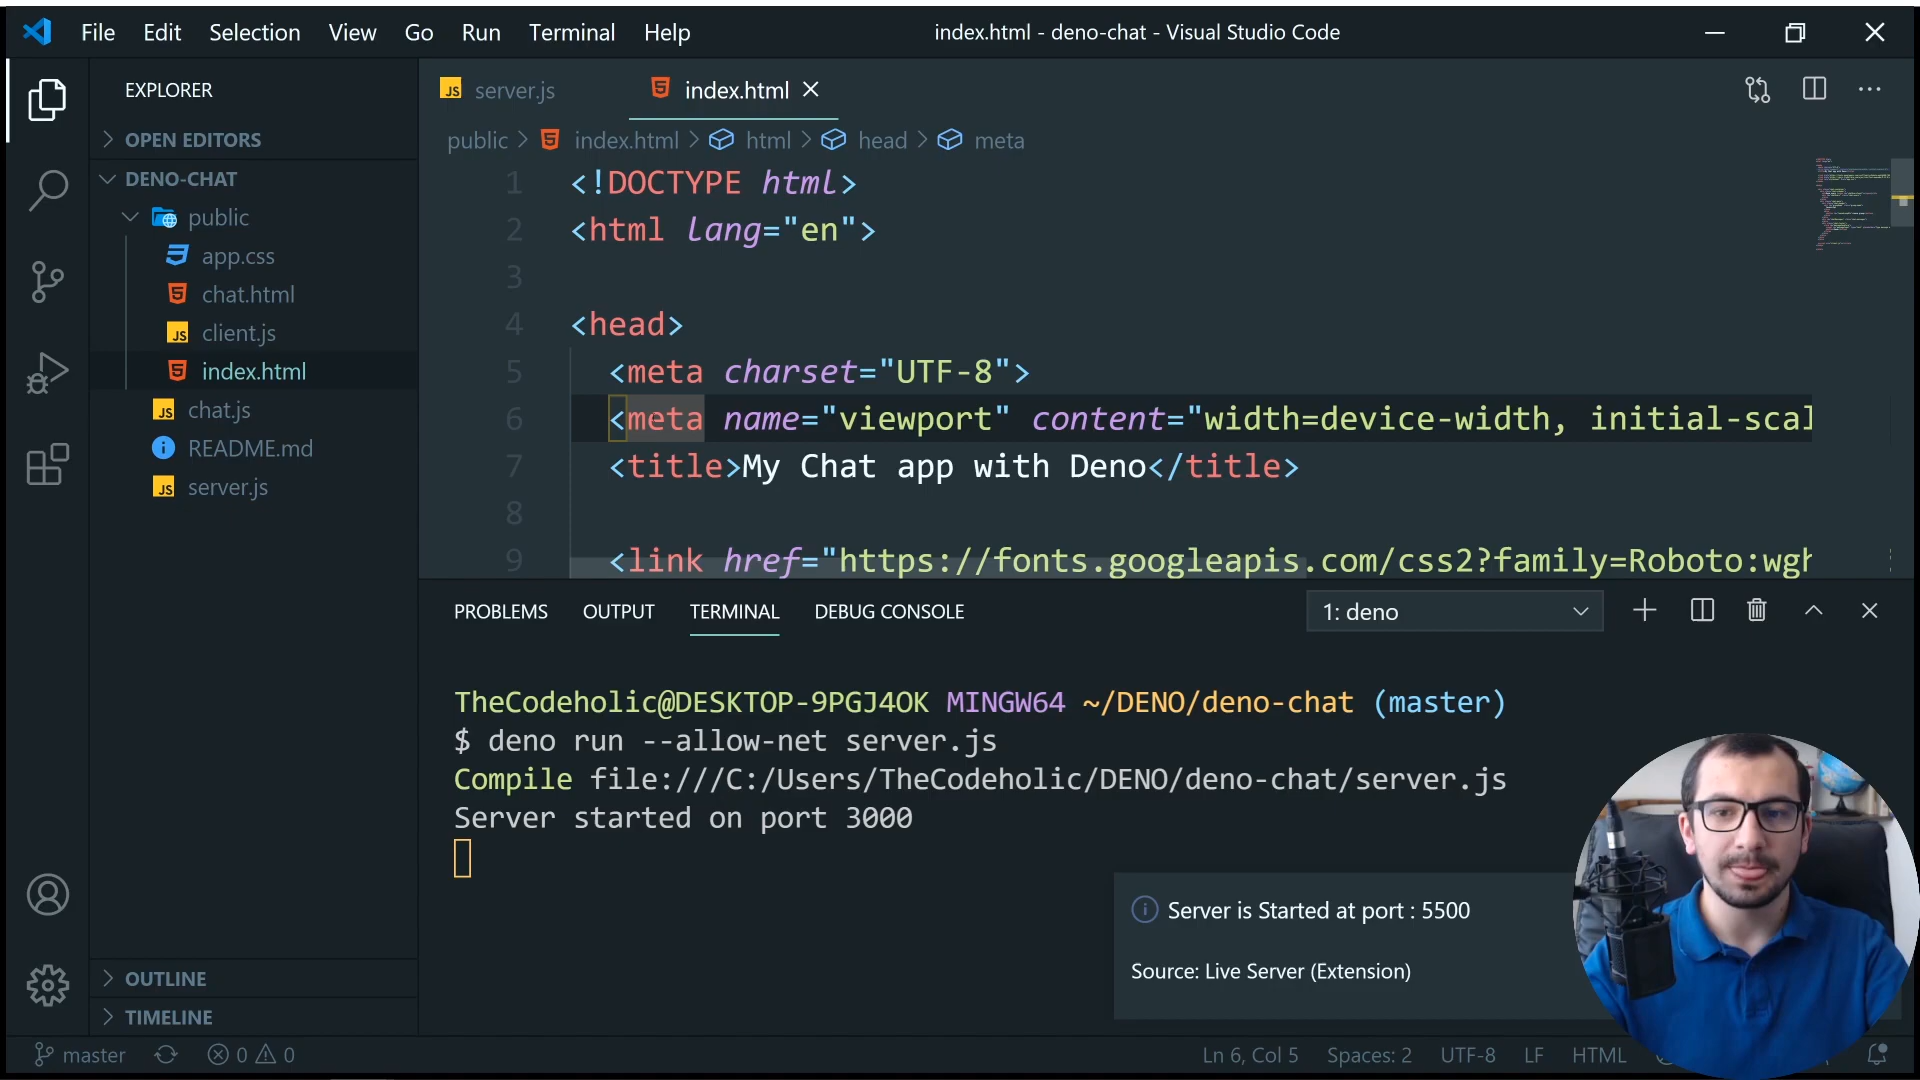 File Edit Selection View Go Run Terminal Help
index.html - deno-chat - Visual Studio Code
EXPLORER
OPEN EDITORS
DENO-CHAT
public
app.css
chat.html
JS client.js
index.html
JS chat.js
README.md
JS server.js
OUTLINE
TIMELINE
JS server.js
index.html
public > index.html > html > head > meta
1 <!DOCTYPE html>
2 <html lang="en">
3
4 <head>
5 <meta charset="UTF-8">
6 <meta name="viewport" content="width=device-width, initial-scal
7 <title>My Chat app with Deno</title>
8
9 <link href="https://fonts.googleapis.com/css2?family=Roboto:wgh
PROBLEMS OUTPUT TERMINAL DEBUG CONSOLE
1: deno
TheCodeholic@DESKTOP-9PGJ4OK MINGW64 ~/DENO/deno-chat (master)
$ deno run --allow-net server.js
Compile file:///C:/Users/TheCodeholic/DENO/deno-chat/server.js
Server started on port 3000
Server is Started at port : 5500
Source: Live Server (Extension)
master 0 0
Ln 6, Col 5 Spaces: 2 UTF-8 LF HTML